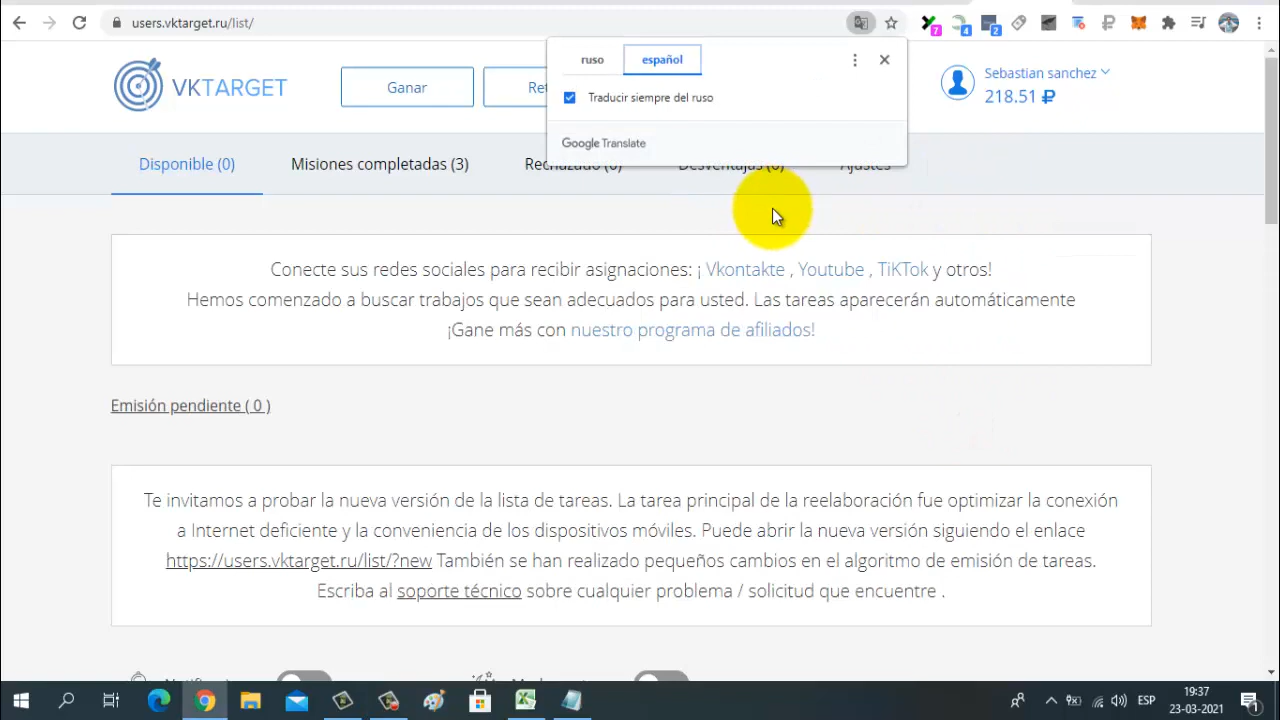 users.vktarget.ru/list/
7
4
2
ruso
español
Traducir siempre del ruso
Google Translate
VKTARGET
Ganar
Sebastian sanchez
218.51 ₽
Disponible (0)
Misiones completadas (3)
Ajustes
Conecte sus redes sociales para recibir asignaciones: ¡ Vkontakte , Youtube , TiKTok y otros!
Hemos comenzado a buscar trabajos que sean adecuados para usted. Las tareas aparecerán automáticamente
¡Gane más con nuestro programa de afiliados!
Emisión pendiente ( 0 )
Te invitamos a probar la nueva versión de la lista de tareas. La tarea principal de la reelaboración fue optimizar la conexión
a Internet deficiente y la conveniencia de los dispositivos móviles. Puede abrir la nueva versión siguiendo el enlace
https://users.vktarget.ru/list/?new También se han realizado pequeños cambios en el algoritmo de emisión de tareas.
Escriba al soporte técnico sobre cualquier problema / solicitud que encuentre .
ESP
19:37
23-03-2021
1